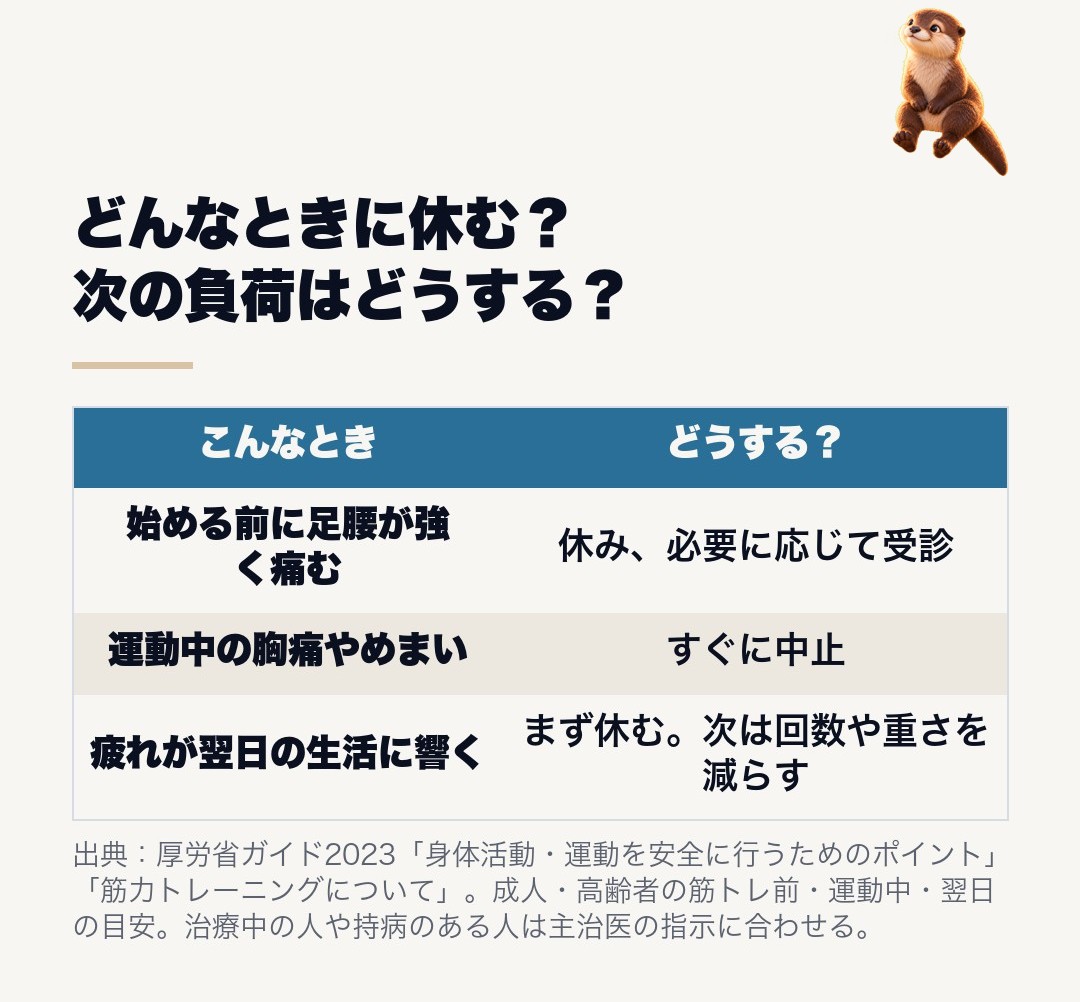 どんなときに休む？
次の負荷はどうする？
こんなとき
どうする？
始める前に足腰が強
く痛む
休み、必要に応じて受診
運動中の胸痛やめまい
すぐに中止
疲れが翌日の生活に響く
まず休む。次は回数や重さを
減らす
出典：厚労省ガイド2023「身体活動・運動を安全に行うためのポイント」
「筋力トレーニングについて」。成人・高齢者の筋トレ前・運動中・翌日
の目安。治療中の人や持病のある人は主治医の指示に合わせる。